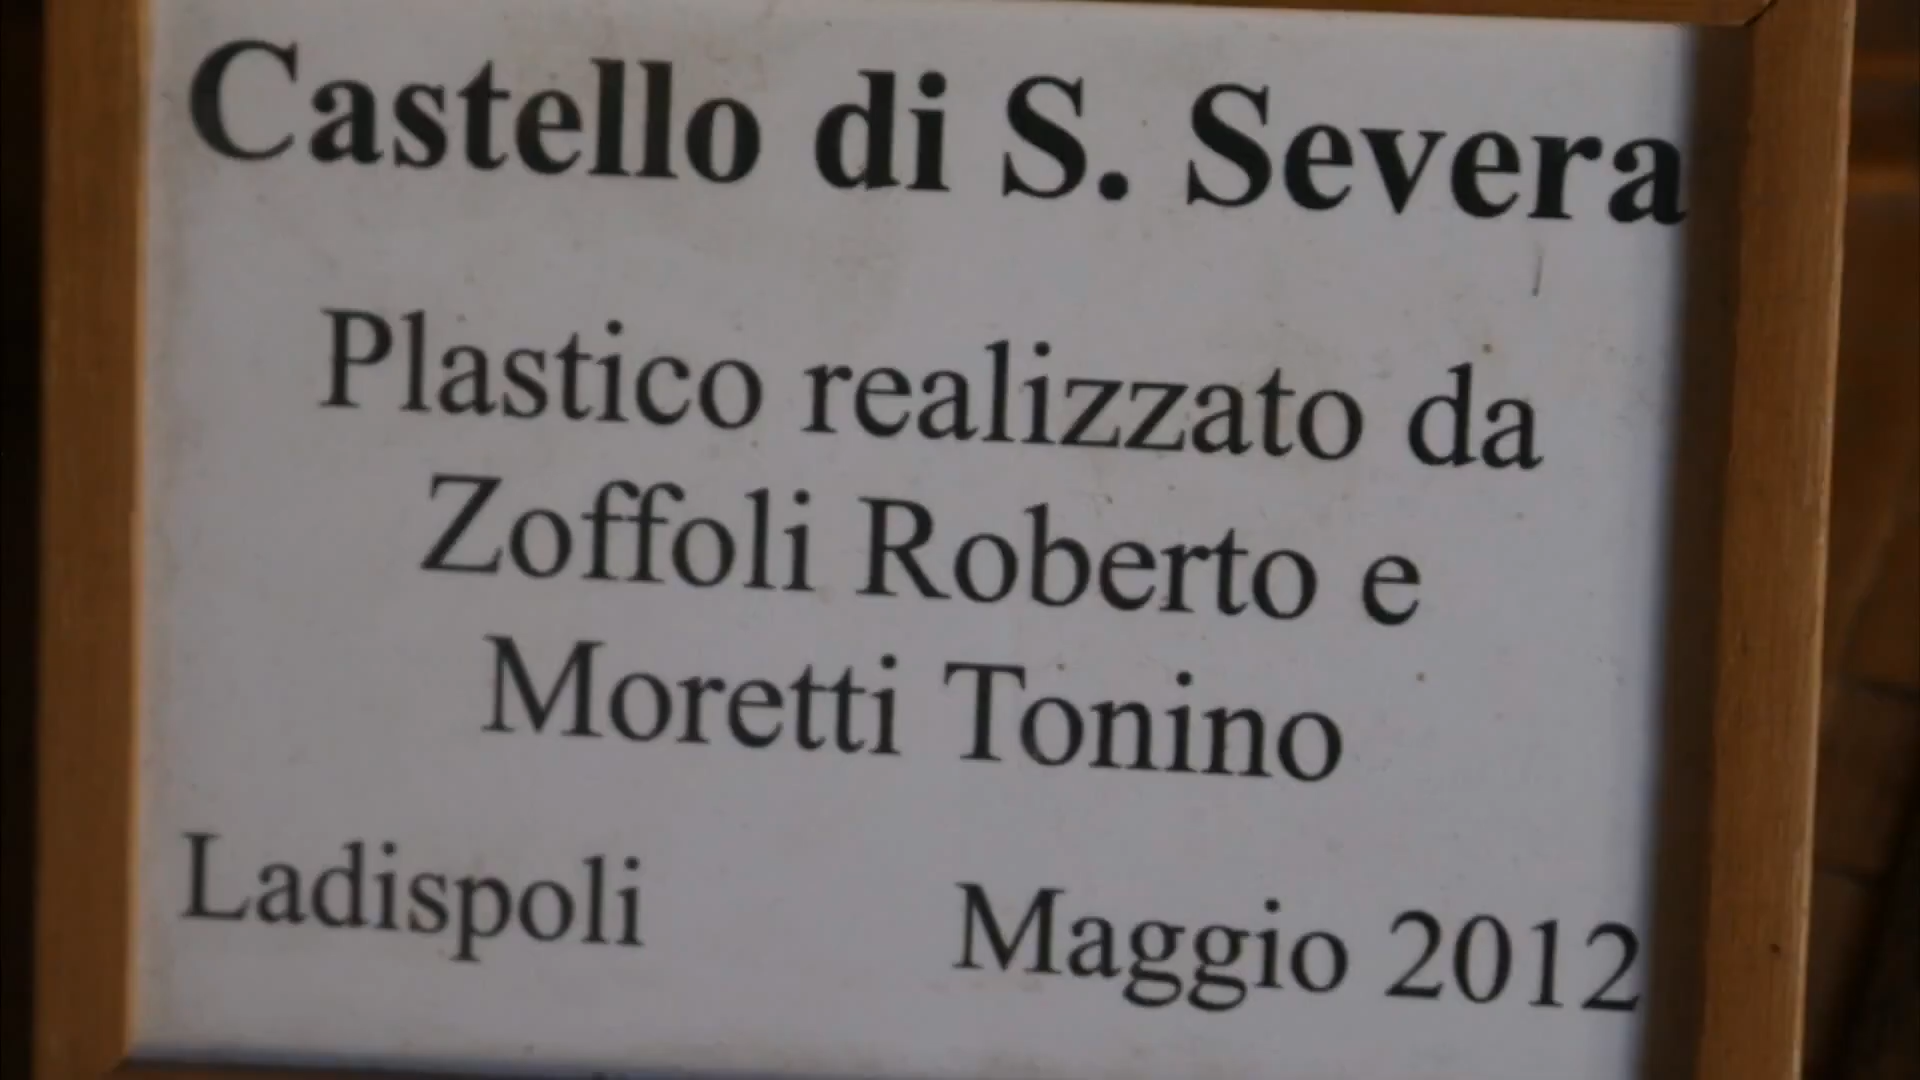 Castello di S. Severa
Plastico realizzato da
Zoffoli Roberto e
Moretti Tonino
Ladispoli Maggio 2012